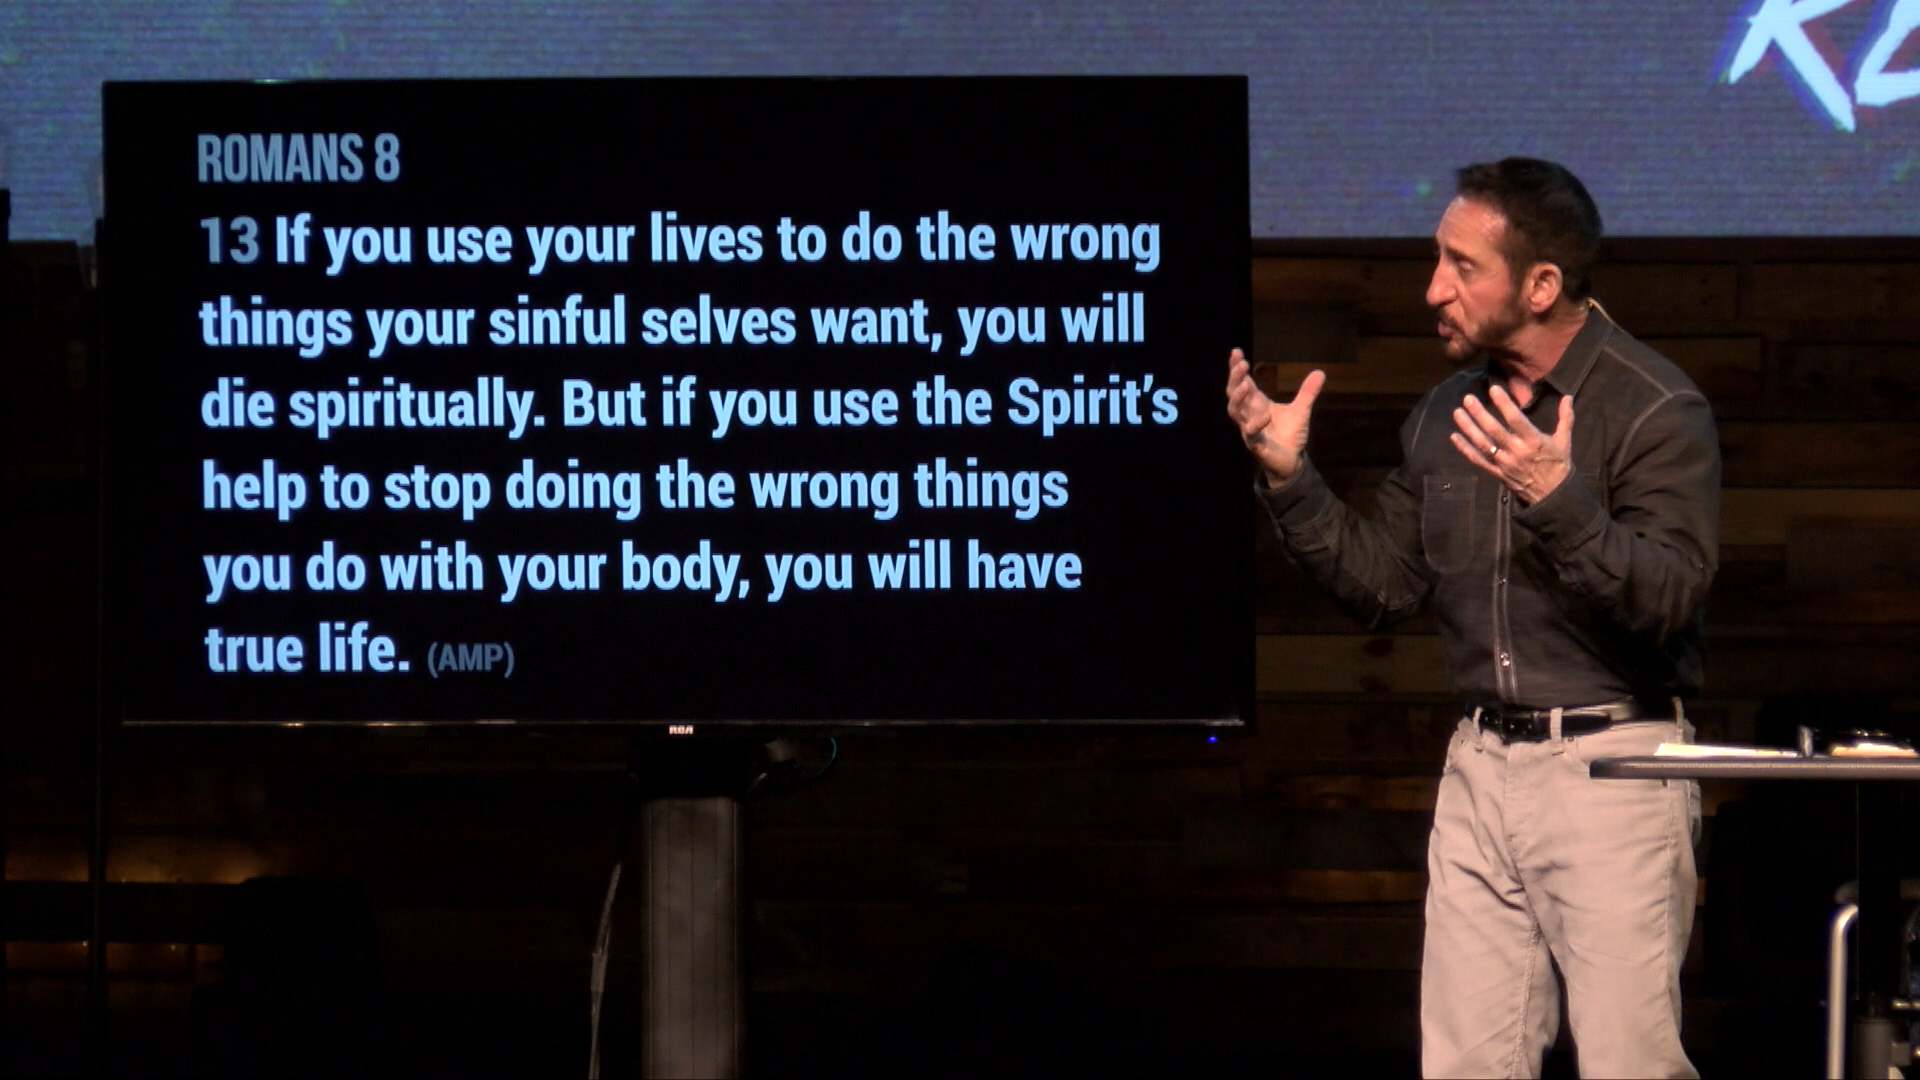 ROMANS 8
13 If you use your lives to do the wrong
things your sinful selves want, you will
die spiritually. But if you use the Spirit's
help to stop doing the wrong things
you do with your body, you will have
true life. (AMP)
RCA